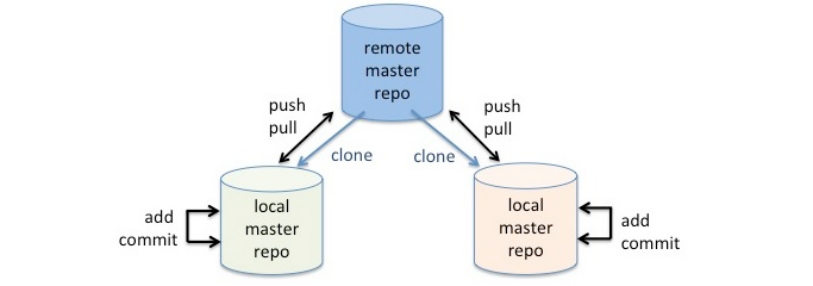 remote
master
repo
push
pull
push
pull
clone
clone
local
master
repo
local
master
repo
add
commit
add
commit